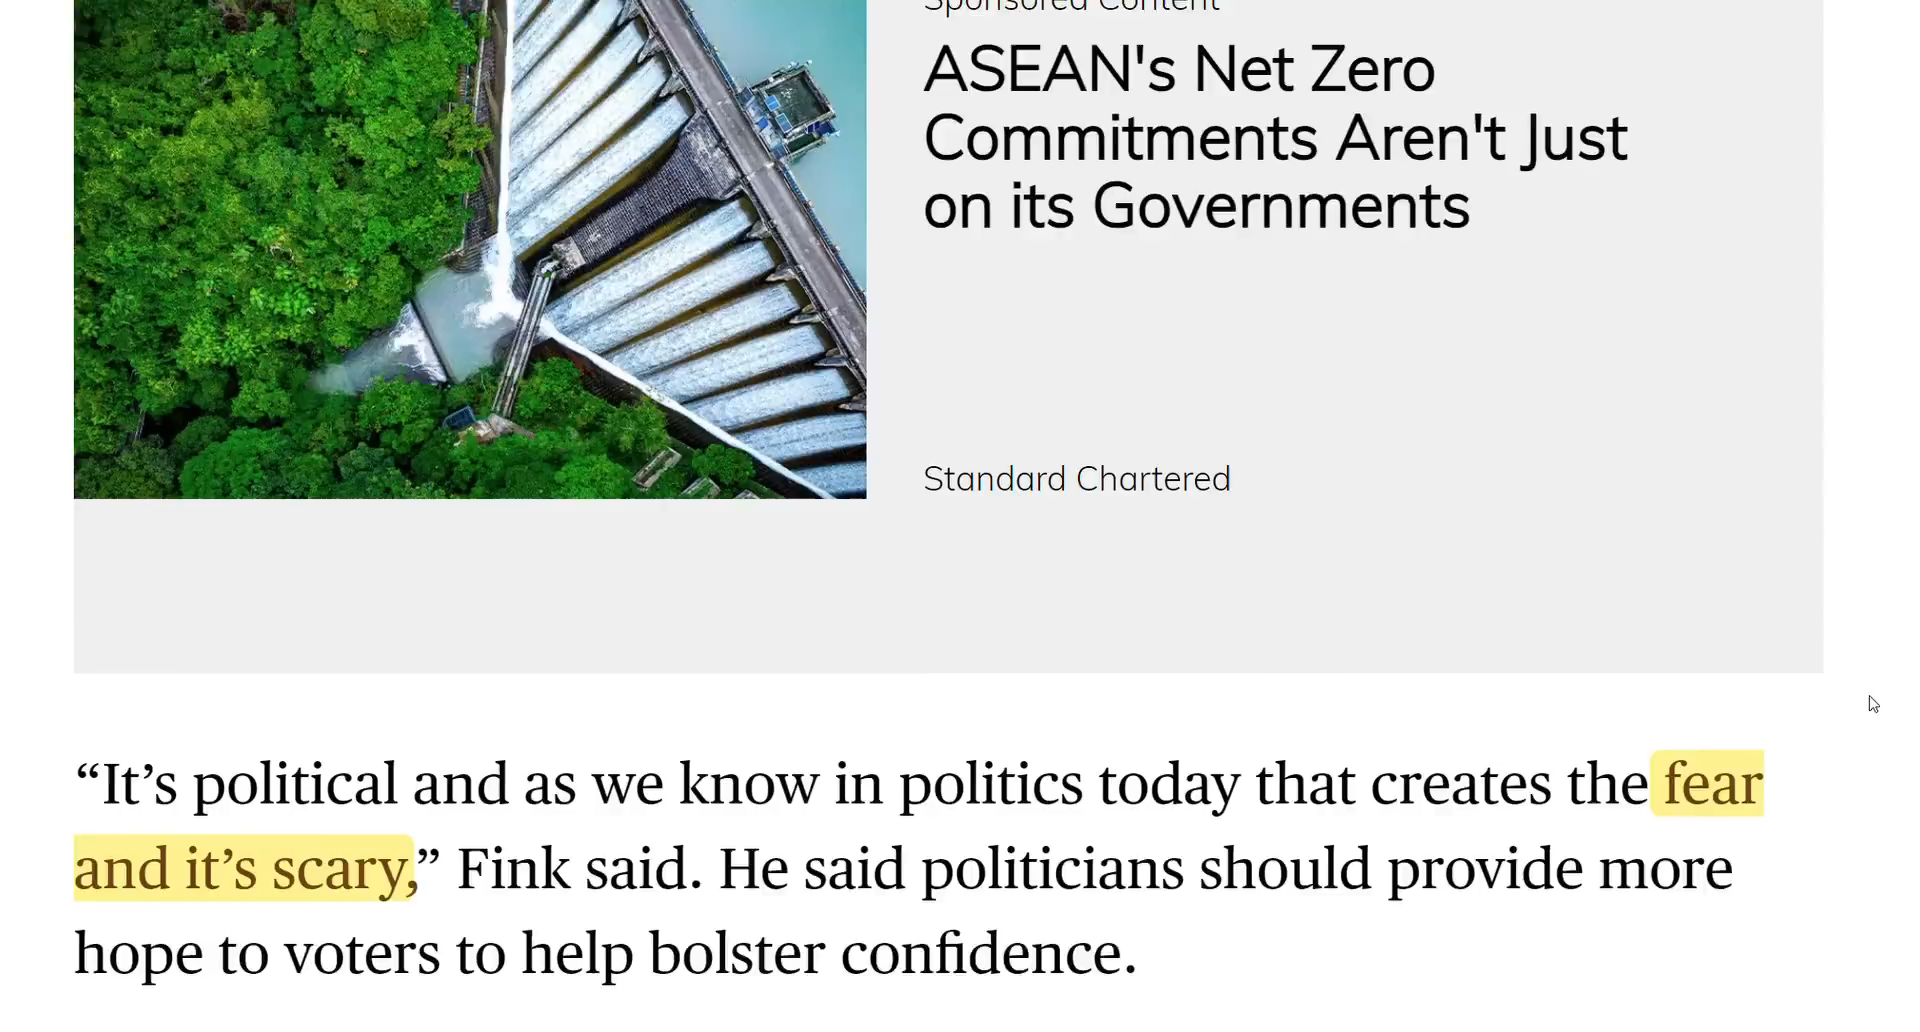 Sponsored Content
ASEAN's Net Zero
Commitments Aren't Just
on its Governments
Standard Chartered
“It’s political and as we know in politics today that creates the fear
and it’s scary,” Fink said. He said politicians should provide more
hope to voters to help bolster confidence.